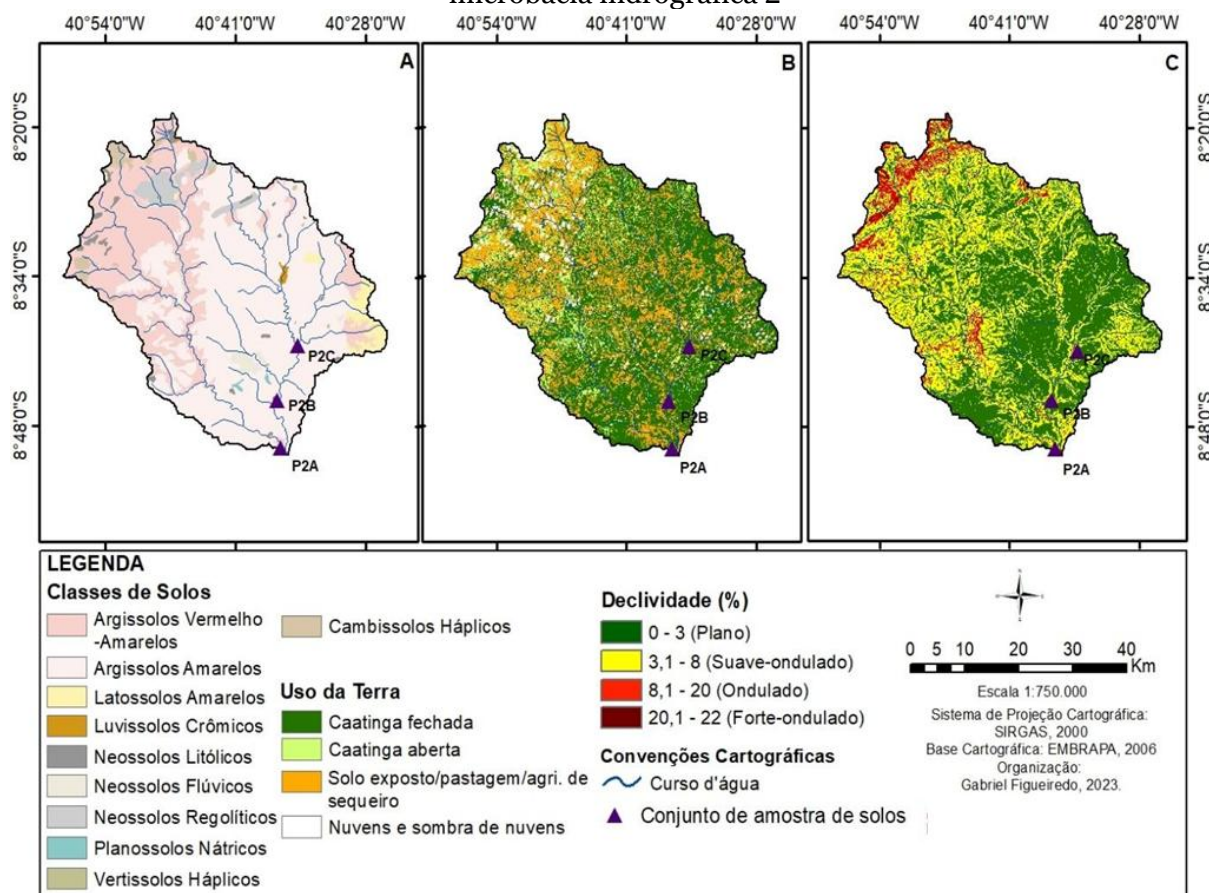 microbacia hidrográfica 2
40°54'0"W 40°41'0"W 40°28'0"W 40°54'0"W 40°41'0"W 40°28'0"W 40°54'0"W 40°41'0"W 40°28'0"W
A
B
C
8°20'0"S
8°34'0"S
8°48'0"S
P2C
P2B
P2A
P2C
P2B
P2A
P2C
P2B
P2A
8°20'0"S
8°34'0"S
8°48'0"S
LEGENDA
Classes de Solos
Argissolos Vermelho
-Amarelos
Argissolos Amarelos
Latossolos Amarelos
Luvissolos Crômicos
Neossolos Litólicos
Neossolos Flúvicos
Neossolos Regolíticos
Planossolos Nátricos
Vertissolos Háplicos
Cambissolos Háplicos
Uso da Terra
Caatinga fechada
Caatinga aberta
Solo exposto/pastagem/agri. de
sequeiro
Nuvens e sombra de nuvens
Declividade (%)
0 - 3 (Plano)
3,1 - 8 (Suave-ondulado)
8,1 - 20 (Ondulado)
20,1 - 22 (Forte-ondulado)
Convenções Cartográficas
Curso d'água
Conjunto de amostra de solos
0 5 10 20 30 40
Km
Escala 1:750.000
Sistema de Projeção Cartográfica:
SIRGAS, 2000
Base Cartográfica: EMBRAPA, 2006
Organização:
Gabriel Figueiredo, 2023.